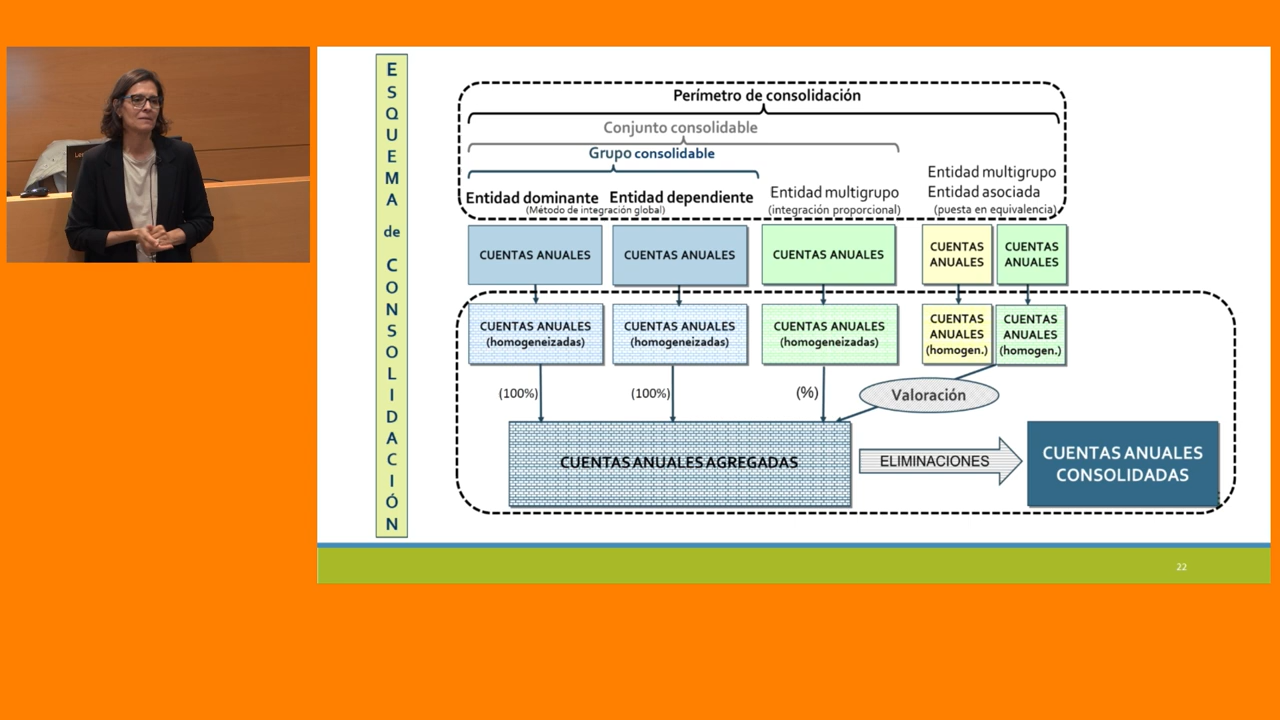 ESQUEMA de CONSOLIDACIÓN
Perímetro de consolidación
Conjunto consolidable
Grupo consolidable
Entidad dominante
Entidad dependiente
(Método de integración global)
Entidad multigrupo
(integración proporcional)
Entidad multigrupo
Entidad asociada
(puesta en equivalencia)
CUENTAS ANUALES
CUENTAS ANUALES
CUENTAS ANUALES
CUENTAS
ANUALES
CUENTAS
ANUALES
CUENTAS ANUALES
(homogeneizadas)
CUENTAS ANUALES
(homogeneizadas)
CUENTAS ANUALES
(homogeneizadas)
CUENTAS
ANUALES
(homogen.)
CUENTAS
ANUALES
(homogen.)
(100%)
(100%)
(%)
Valoración
CUENTAS ANUALES AGREGADAS
ELIMINACIONES
CUENTAS ANUALES
CONSOLIDADAS
22